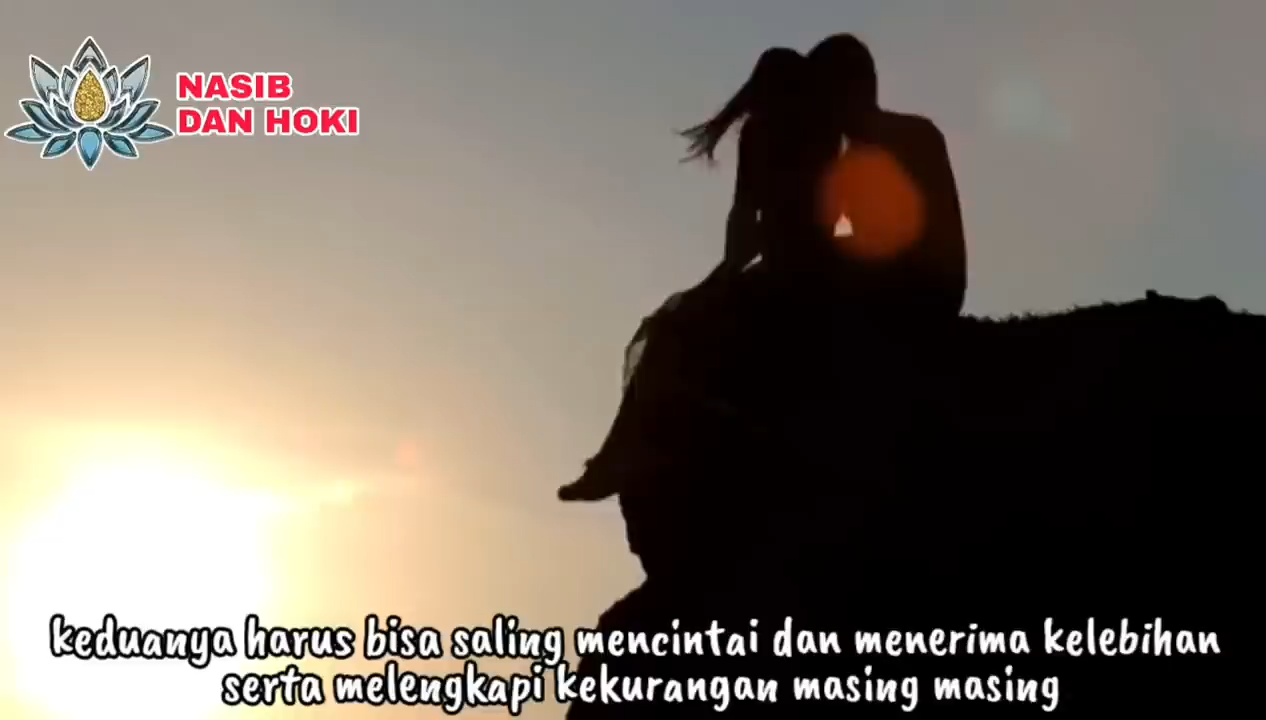 NASIB
DAN HOKI
keduanya harus bisa saling mencintai dan menerima kelebihan
serta melengkapi kekurangan masing masing